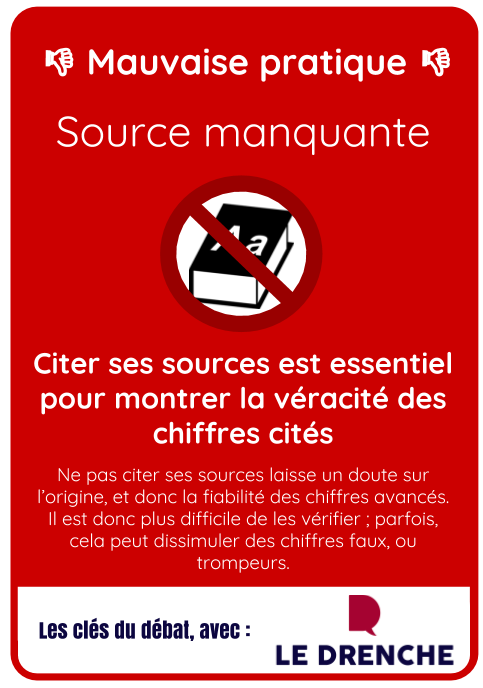 Mauvaise pratique
Source manquante
Aa
Citer ses sources est essentiel
pour montrer la véracité des
chiffres cités
Ne pas citer ses sources laisse un doute sur
l'origine, et donc la fiabilité des chiffres avancés.
Il est donc plus difficile de les vérifier ; parfois,
cela peut dissimuler des chiffres faux, ou
trompeurs.
Les clés du débat, avec :
LE DRENCHE